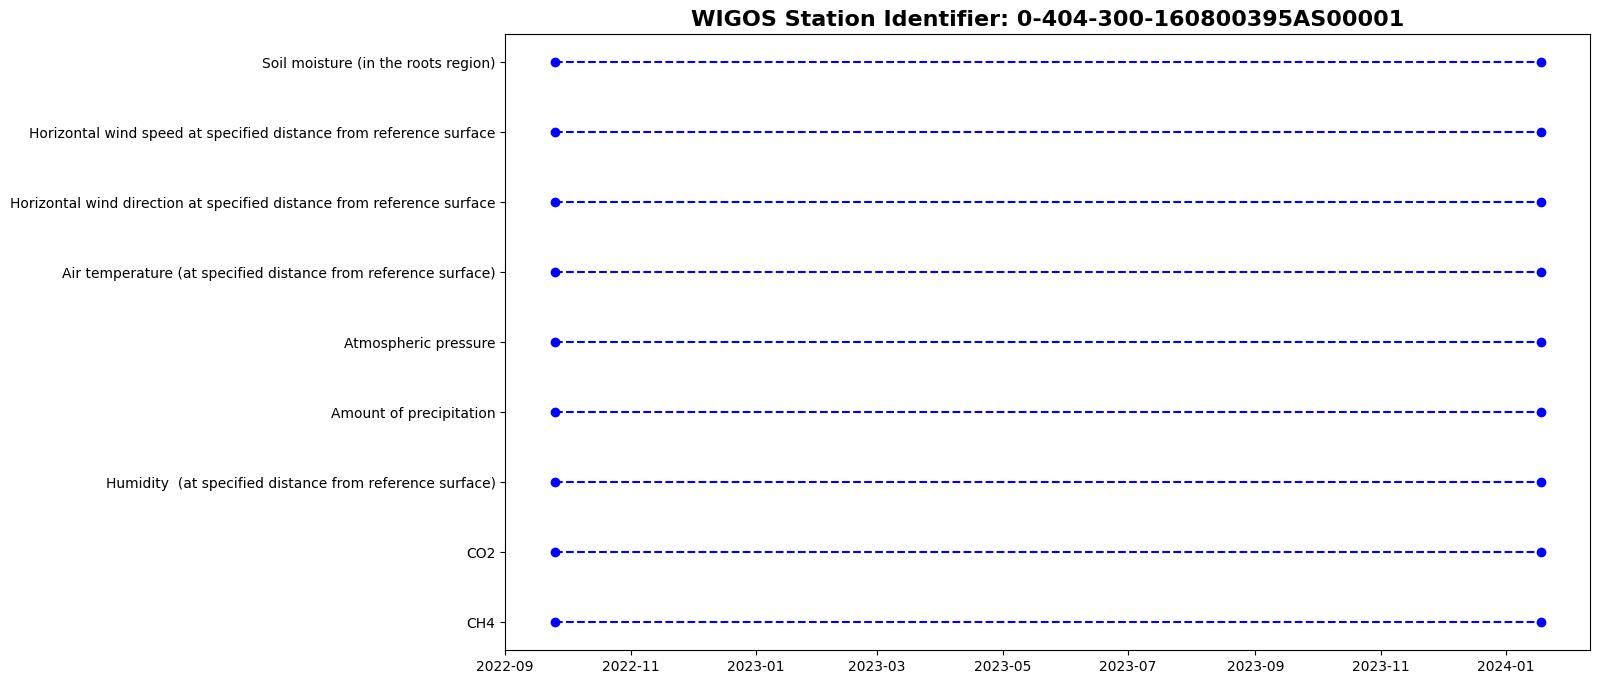 WIGOS Station Identifier: 0-404-300-160800395AS00001
Soil moisture (in the roots region)
Horizontal wind speed at specified distance from reference surface
Horizontal wind direction at specified distance from reference surface
Air temperature (at specified distance from reference surface)
Atmospheric pressure
Amount of precipitation
Humidity  (at specified distance from reference surface)
CO2
CH4
2022-09 2022-11 2023-01 2023-03 2023-05 2023-07 2023-09 2023-11 2024-01